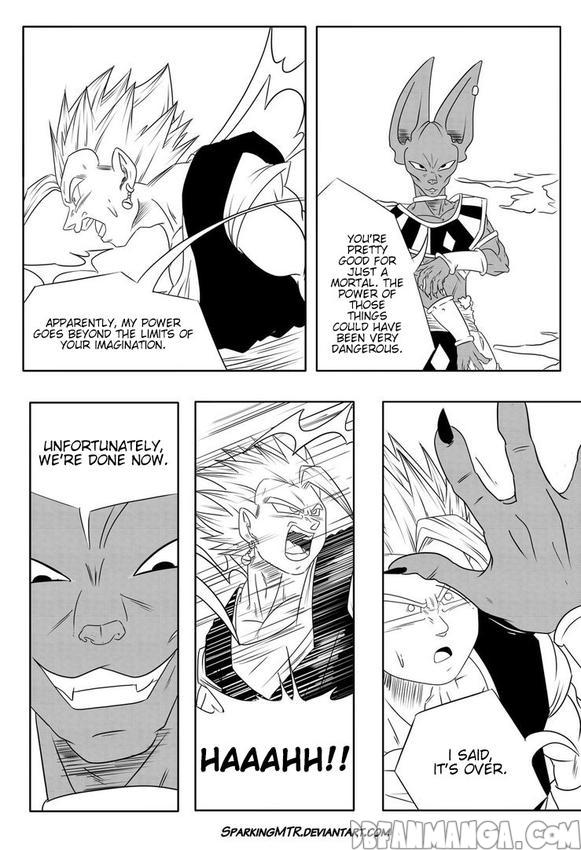 YOU'RE
PRETTY
GOOD FOR
JUST A
MORTAL. THE
POWER OF
THOSE
THINGS
COULD HAVE
BEEN VERY
DANGEROUS.
APPARENTLY, MY POWER
GOES BEYOND THE LIMITS OF
YOUR IMAGINATION.
UNFORTUNATELY,
WE'RE DONE NOW.
HAAAHH!!
I SAID,
IT'S OVER.
SPARKINGMTR.DEVIANTART.COM
DBFANMANGA.COM